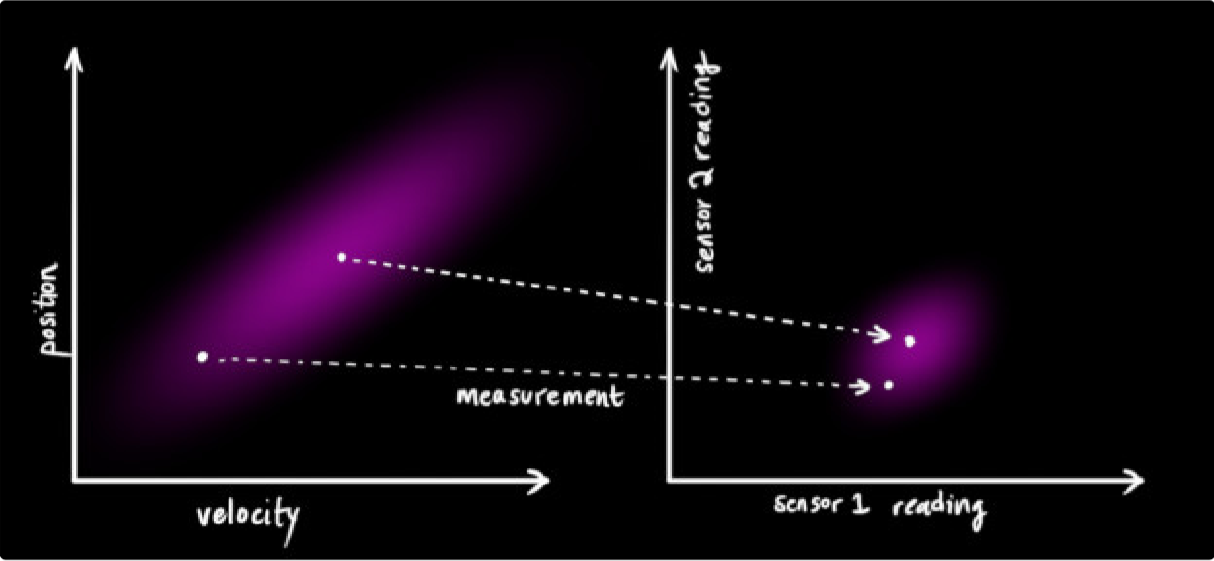 position
velocity
measurement
sensor 2 reading
sensor 1 reading